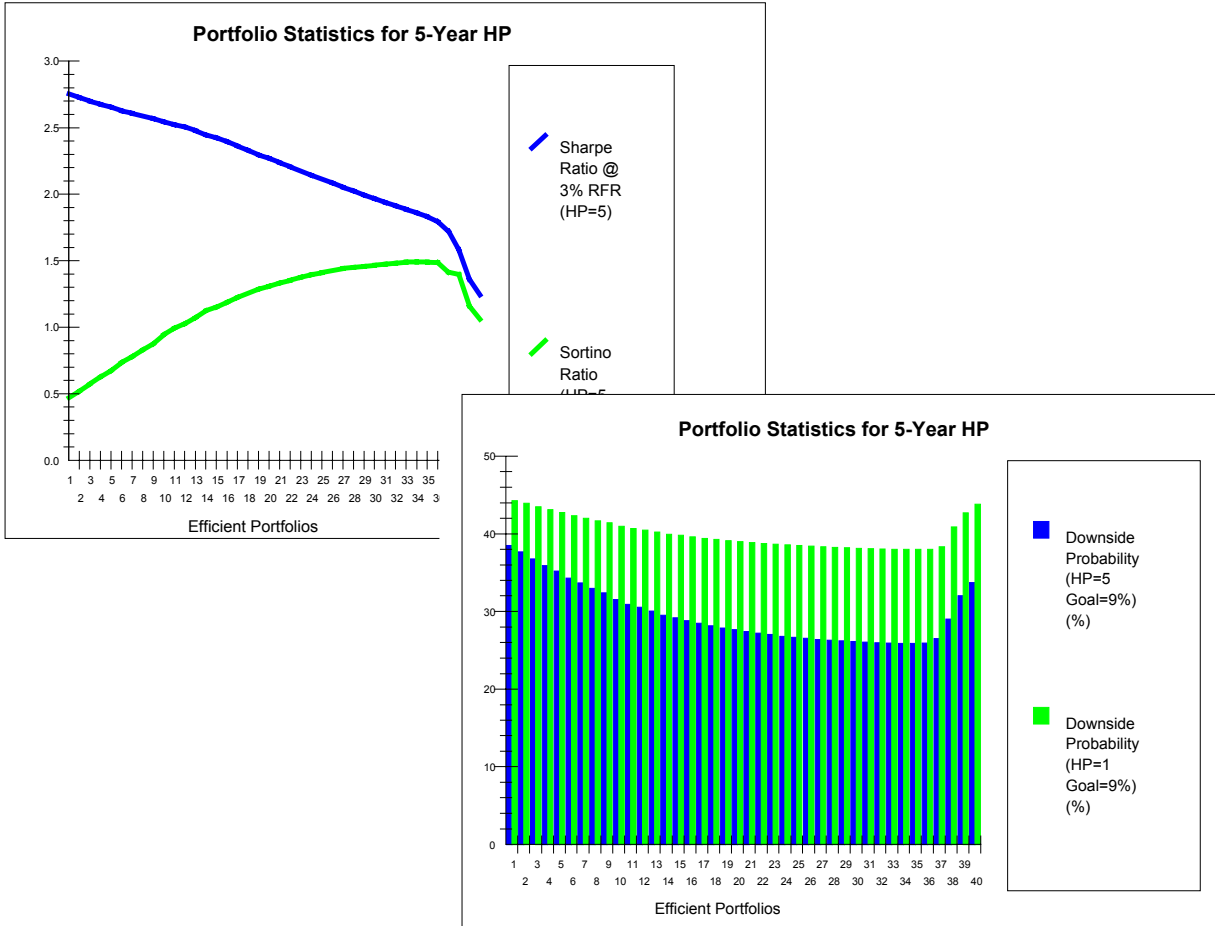 Portfolio Statistics for 5-Year HP
3.0
2.5
2.0
1.5
1.0
0.5
0.0
1 3 5 7 9 11 13 15 17 19 21 23 25 27 29 31 33 35
2 4 6 8 10 12 14 16 18 20 22 24 26 28 30 32 34 3
Efficient Portfolios
Sharpe
Ratio @
3% RFR
(HP=5)
Sortino
Ratio
(HP=5
Portfolio Statistics for 5-Year HP
50
40
30
20
10
0
1 3 5 7 9 11 13 15 17 19 21 23 25 27 29 31 33 35 37 39
2 4 6 8 10 12 14 16 18 20 22 24 26 28 30 32 34 36 38 40
Efficient Portfolios
Downside
Probability
(HP=5
Goal=9%)
(%)
Downside
Probability
(HP=1
Goal=9%)
(%)